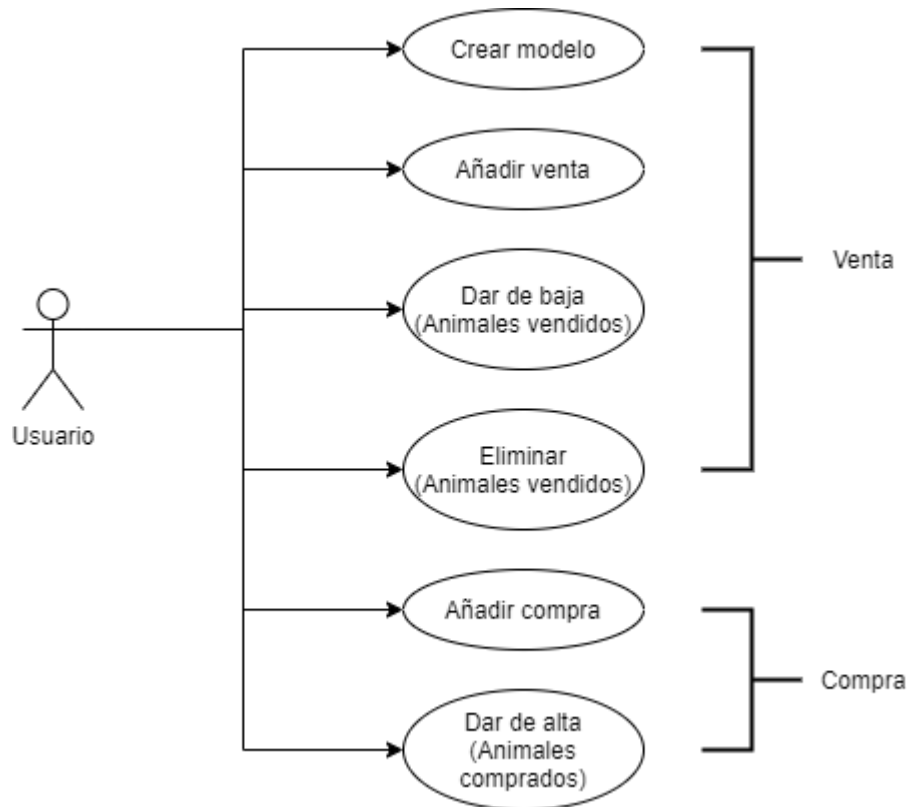 Crear modelo
Añadir venta
Venta
Dar de baja
(Animales vendidos)
Usuario
Eliminar
(Animales vendidos)
Añadir compra
Compra
Dar de alta
(Animales
comprados)